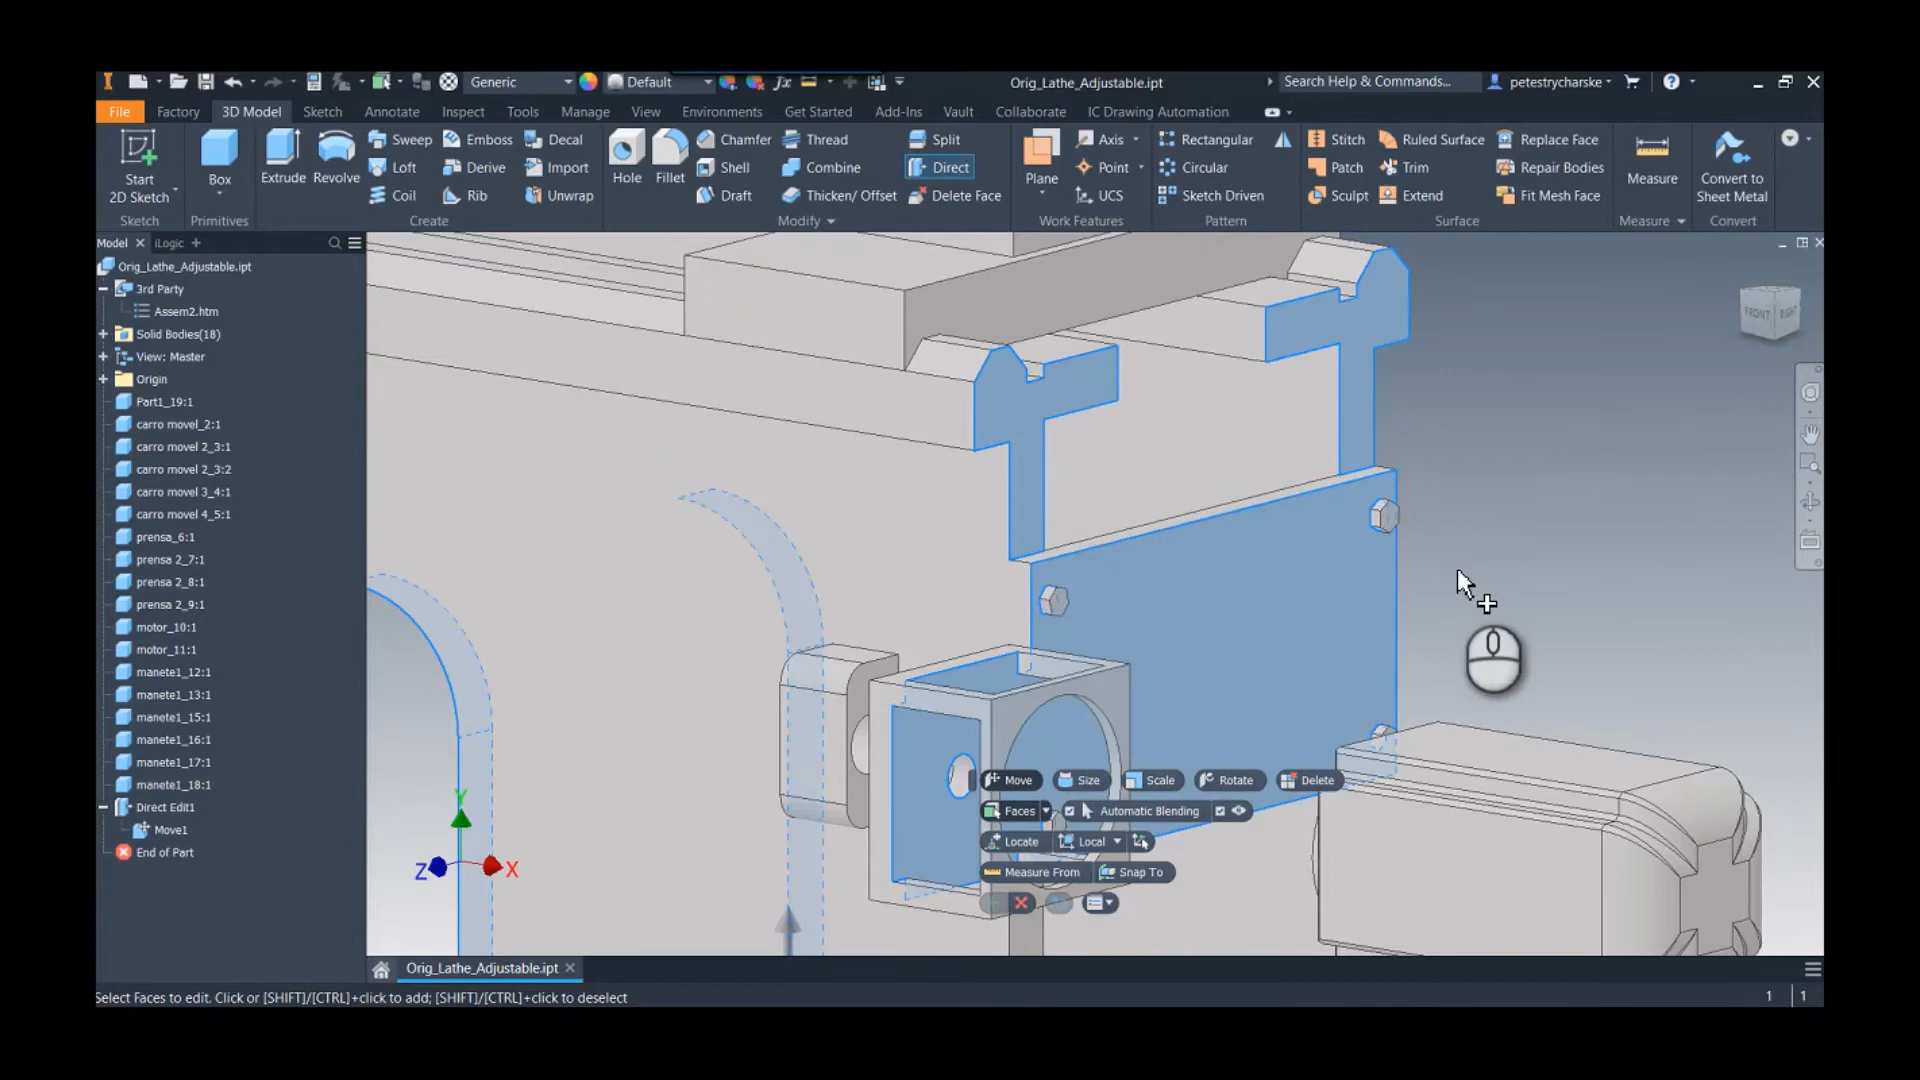 Generic Default fx Orig_Lathe_Adjustable.ipt Search Help & Commands... petestrycharske
File Factory 3D Model Sketch Annotate Inspect Tools Manage View Environments Get Started Add-Ins Vault Collaborate IC Drawing Automation
Start
2D Sketch
Box
Extrude
Revolve
Sweep Emboss Decal
Loft Derive Import
Coil Rib Unwrap
Hole
Fillet
Chamfer Thread Split
Shell Combine Direct
Draft Thicken/ Offset Delete Face
Plane
Axis
Point
UCS
Rectangular
Circular
Sketch Driven
Stitch Ruled Surface Replace Face
Patch Trim Repair Bodies
Sculpt Extend Fit Mesh Face
Measure
Convert to
Sheet Metal
Sketch Primitives Create Modify Work Features Pattern Surface Measure Convert
Model iLogic
Orig_Lathe_Adjustable.ipt
3rd Party
Assem2.htm
Solid Bodies(18)
View: Master
Origin
Part1_19:1
carro movel_2:1
carro movel 2_3:1
carro movel 2_3:2
carro movel 3_4:1
carro movel 4_5:1
prensa_6:1
prensa 2_7:1
prensa 2_8:1
prensa 2_9:1
motor_10:1
motor_11:1
manete1_12:1
manete1_13:1
manete1_15:1
manete1_16:1
manete1_17:1
manete1_18:1
Direct Edit1
Move1
End of Part
FRONT RIGHT
Y
Z X
Move Size Scale Rotate Delete
Faces Automatic Blending
Locate Local
Measure From Snap To
Orig_Lathe_Adjustable.ipt
Select Faces to edit. Click or [SHIFT]/[CTRL]+click to add; [SHIFT]/[CTRL]+click to deselect 1 1